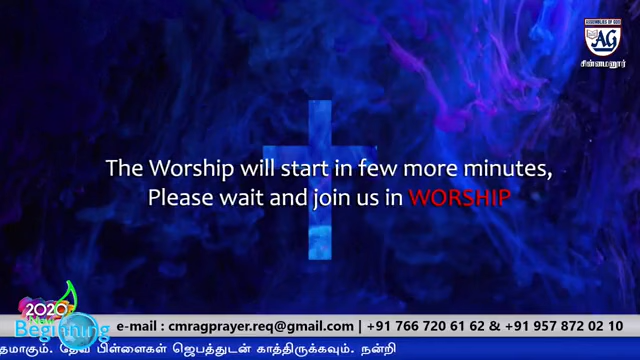 ASSEMBLIES OF GOD
AG
சின்னமனூர்
The Worship will start in few more minutes,
Please wait and join us in WORSHIP
2020
New
Beginning
e-mail : cmragprayer.req@gmail.com | +91 766 720 61 62 & +91 957 872 02 10
தமாகும். தேவ பிள்ளைகள் ஜெபத்துடன் காத்திருக்கவும். நன்றி